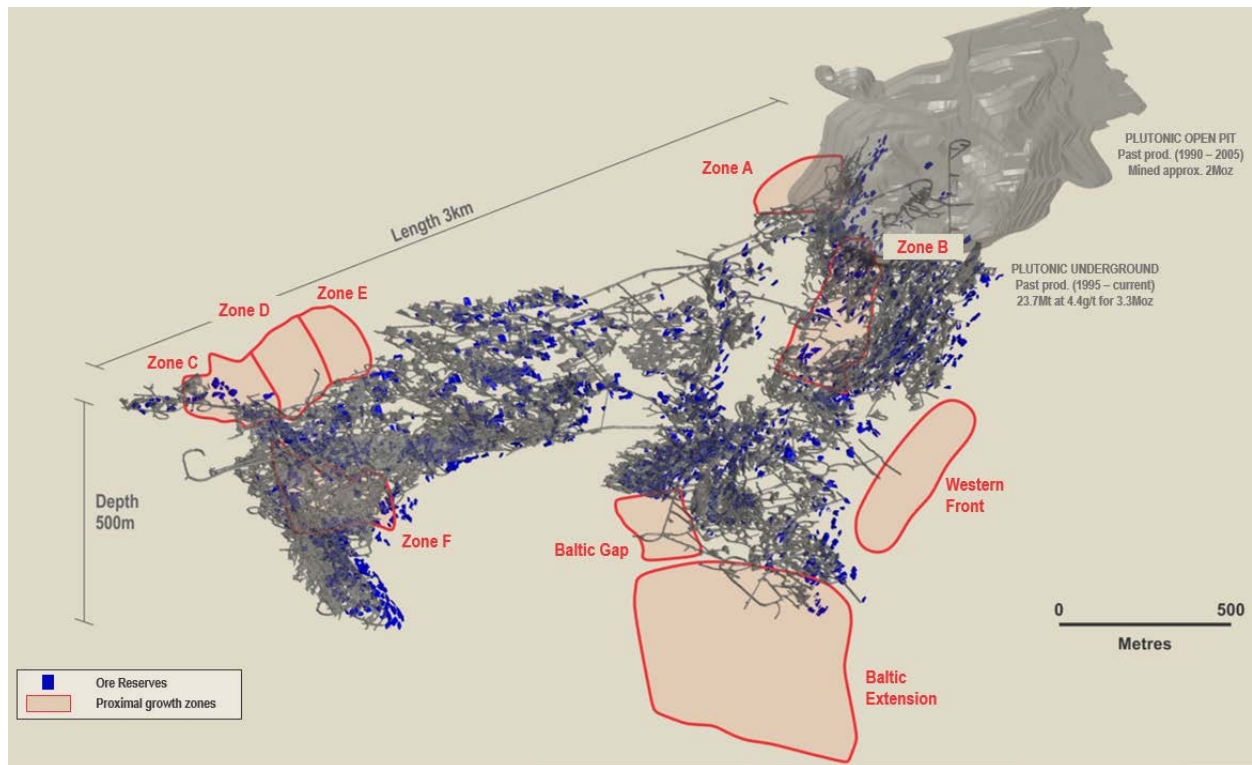 PLUTONIC OPEN PIT
Past prod. (1990 – 2005)
Mined approx. 2Moz
Zone A
Length 3km
Zone B
PLUTONIC UNDERGROUND
Past prod. (1995 – current)
23.7Mt at 4.4g/t for 3.3Moz
Zone E
Zone D
Zone C
Depth
500m
Western
Front
Zone F
Baltic Gap
0
500
Metres
Baltic
Extension
Ore Reserves
Proximal growth zones